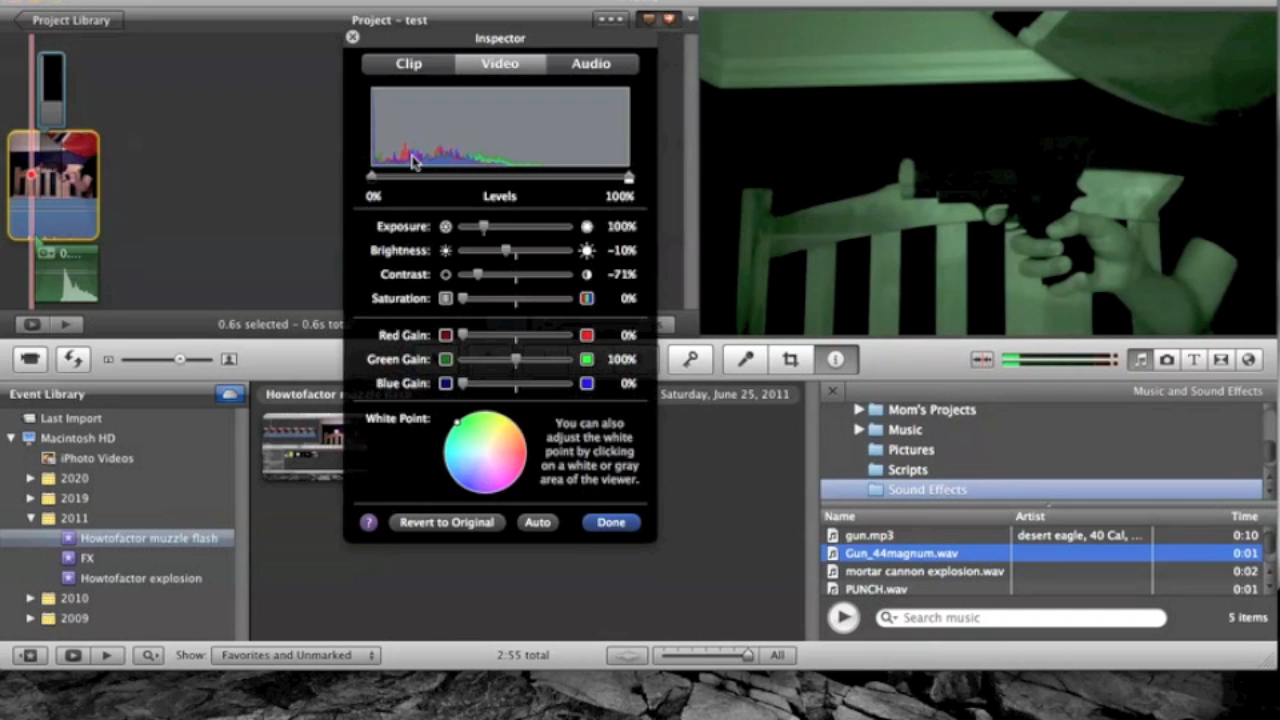 Project Library
Project - test
Inspector
Clip
Video
Audio
0%
Levels
100%
Exposure: 100%
Brightness: -10%
Contrast: -71%
Saturation: 0%
Red Gain: 0%
Green Gain: 100%
Blue Gain: 0%
White Point:
You can also
adjust the white
point by clicking
on a white or gray
area of the viewer.
?
Revert to Original
Auto
Done
0....
0.6s selected - 0.6s
Event Library
Last Import
Macintosh HD
iPhoto Videos
2020
2019
2011
Howtofactor muzzle flash
FX
Howtofactor explosion
2010
2009
Howtofactor
Saturday, June 25, 2011
Music and Sound Effects
Mom's Projects
Music
Pictures
Scripts
Sound Effects
Name Artist Time
gun.mp3 desert eagle, 40 Cal, ... 0:10
Gun_44magnum.wav 0:01
mortar cannon explosion.wav 0:02
PUNCH.wav 0:01
Search music
5 items
Show: Favorites and Unmarked
2:55 total
All